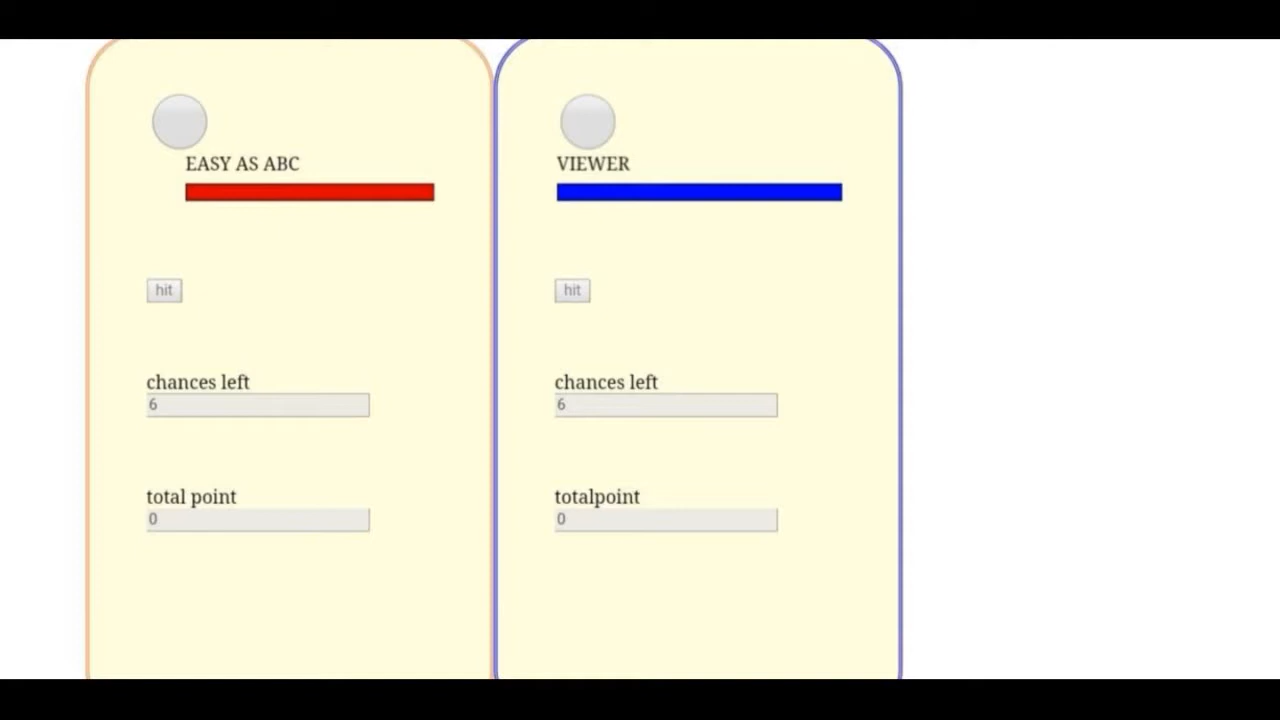 EASY AS ABC
hit
chances left
6
total point
0
VIEWER
hit
chances left
6
totalpoint
0